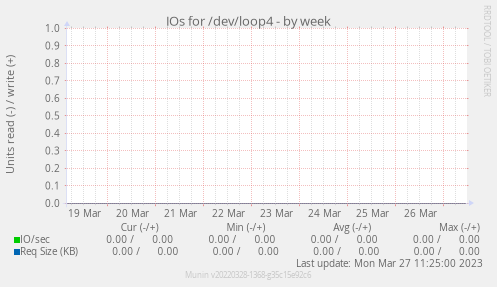 IOs for /dev/loop4 - by week
RRDTOOL / TOBI OETIKER
Units read (-) / write (+)
1.0
0.9
0.8
0.7
0.6
0.5
0.4
0.3
0.2
0.1
0.0
19 Mar 20 Mar 21 Mar 22 Mar 23 Mar 24 Mar 25 Mar 26 Mar
Cur (-/+) Min (-/+) Avg (-/+) Max (-/+)
IO/sec 0.00 / 0.00 0.00 / 0.00 0.00 / 0.00 0.00 / 0.00
Req Size (KB) 0.00 / 0.00 0.00 / 0.00 0.00 / 0.00 0.00 / 0.00
Last update: Mon Mar 27 11:25:00 2023
Munin v20220328-1368-g35c15e92c6